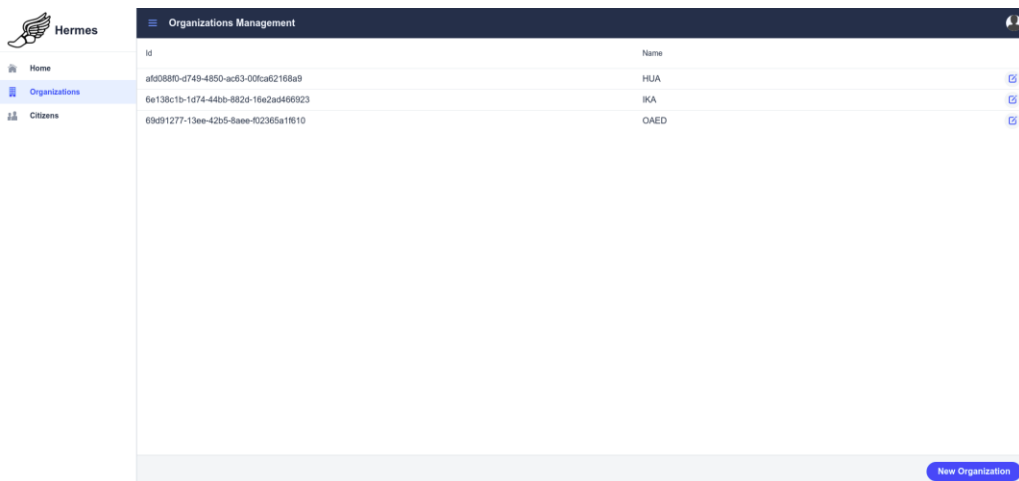 Hermes
Home
Organizations
Citizens
Organizations Management
Id Name
afd088f0-d749-4850-ac63-00fca62168a9 HUA
6e138c1b-1d74-44bb-882d-16e2ad466923 IKA
69d91277-13ee-42b5-8aee-f02365a1f610 OAED
New Organization